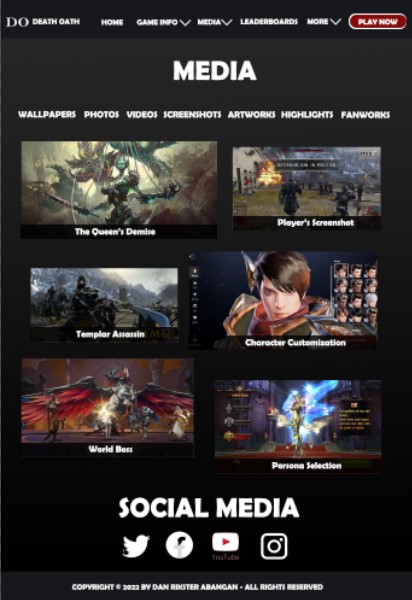 DO DEATH OATH HOME GAME INFO MEDIA LEADERBOARDS MORE PLAY NOW
MEDIA
WALLPAPERS PHOTOS VIDEOS SCREENSHOTS ARTWORKS HIGHLIGHTS FANWORKS
The Queen's Demise
Player's Screenshot
Templar Assassin
Character Customization
World Boss
Persona Selection
SOCIAL MEDIA
YouTube
COPYRIGHT © 2022 BY DAN RIKSTER ABANGAN - ALL RIGHTS RESERVED